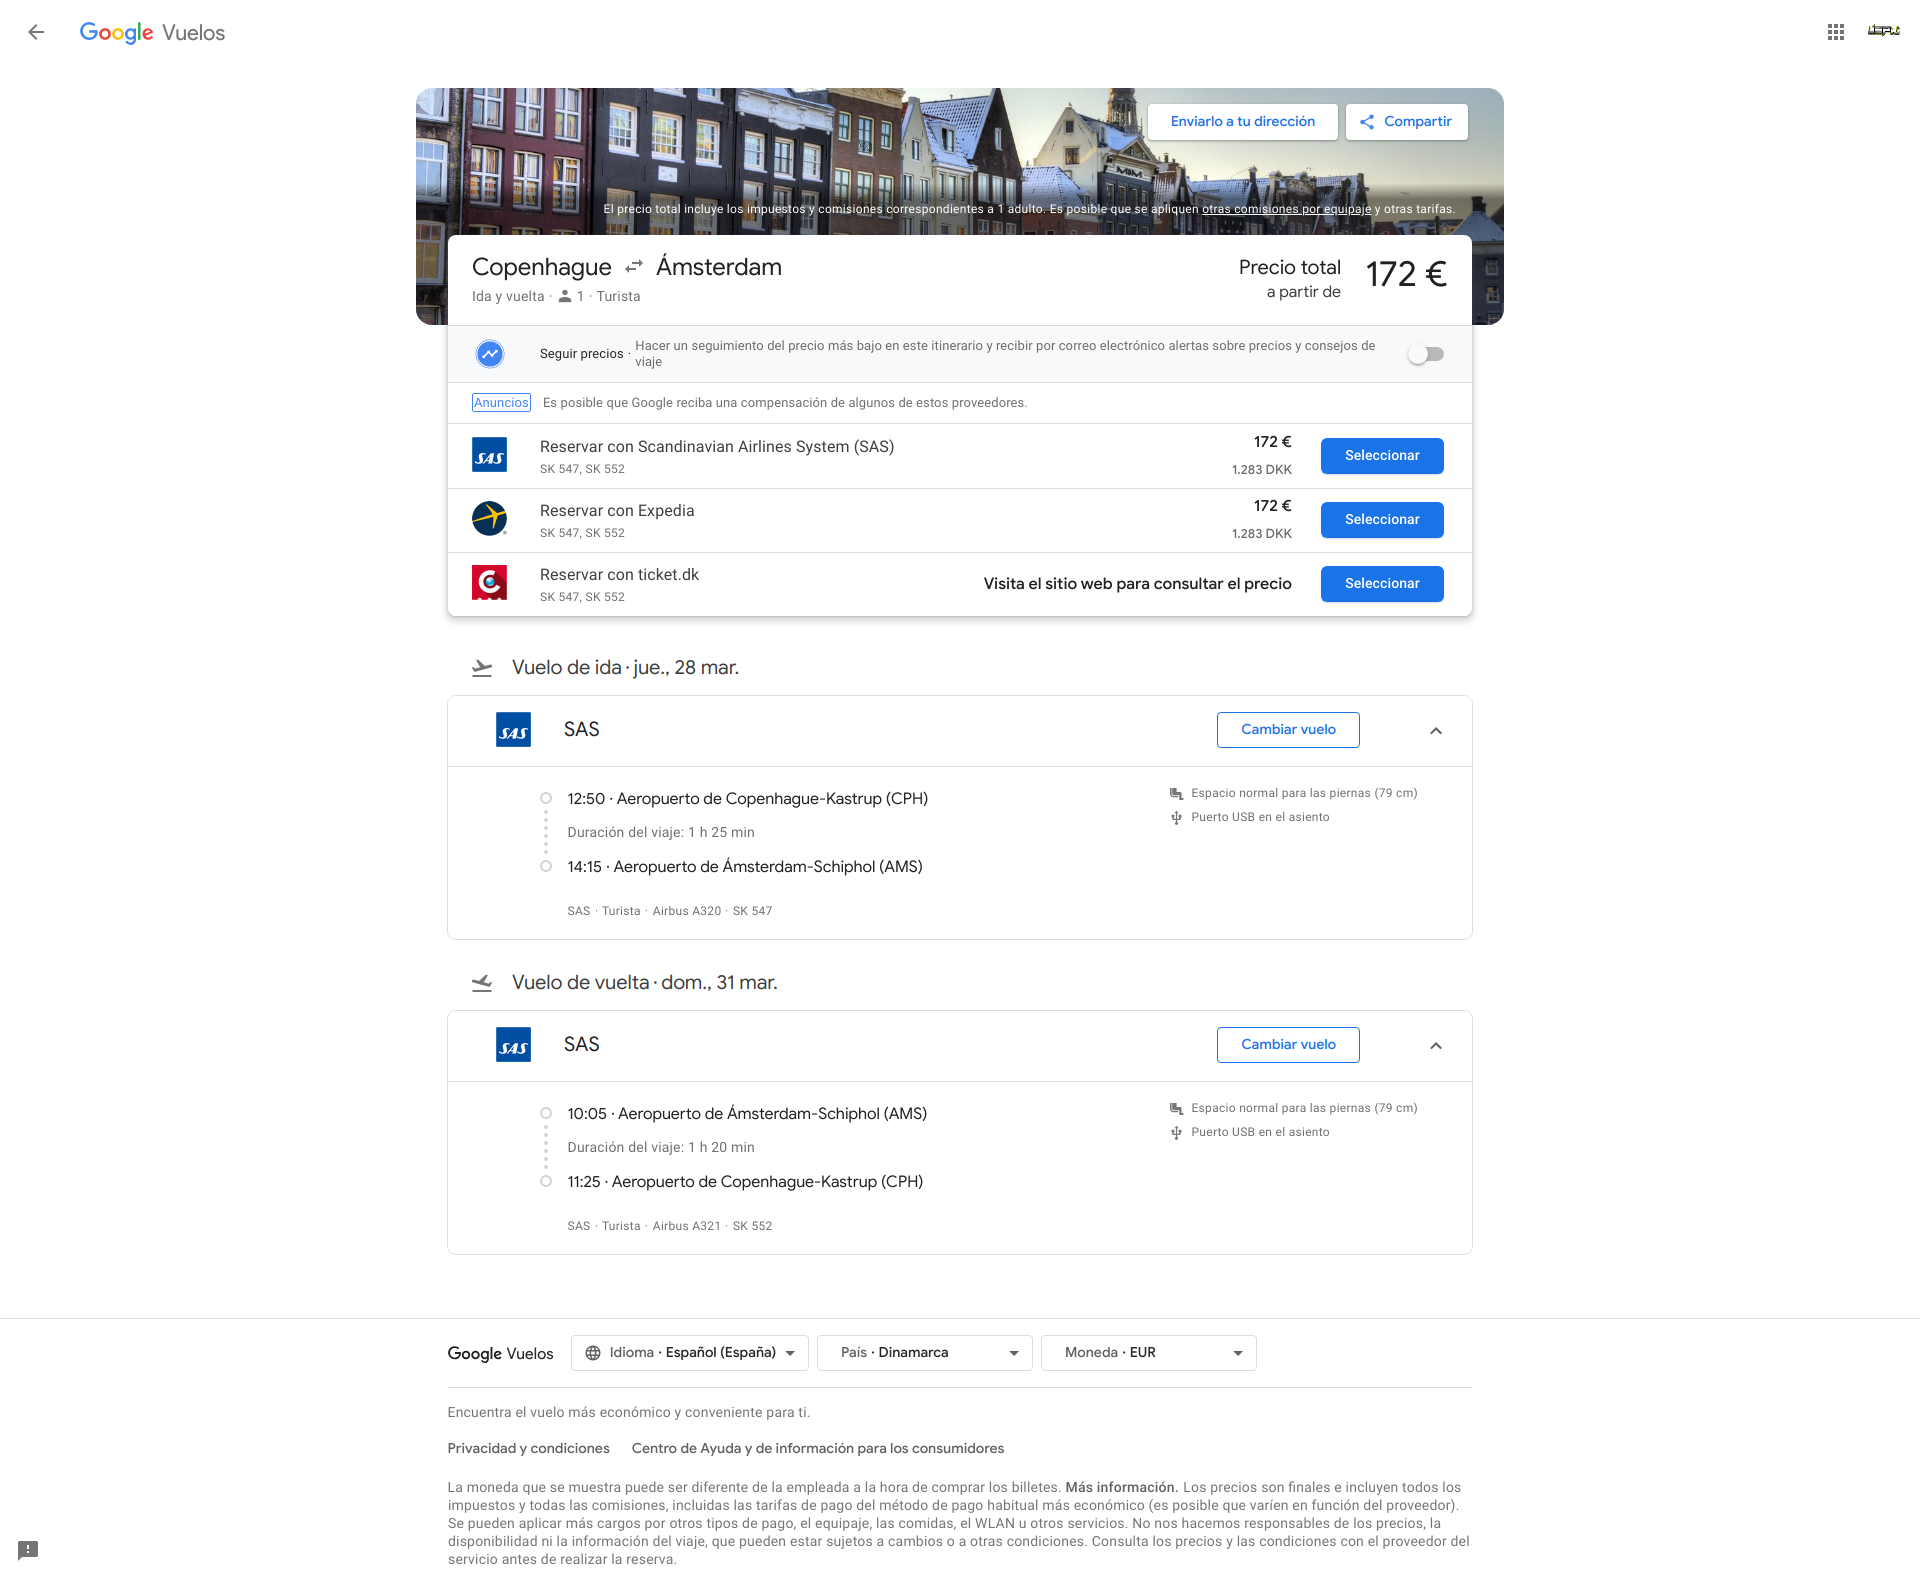 Google Vuelos
Enviarlo a tu dirección
Compartir
El precio total incluye los impuestos y comisiones correspondientes a 1 adulto. Es posible que se apliquen otras comisiones por equipaje y otras tarifas.
Copenhague Ámsterdam
Ida y vuelta · 1 · Turista
Precio total
a partir de
172 €
Seguir precios ·
Hacer un seguimiento del precio más bajo en este itinerario y recibir por correo electrónico alertas sobre precios y consejos de
viaje
Anuncios Es posible que Google reciba una compensación de algunos de estos proveedores.
SAS
Reservar con Scandinavian Airlines System (SAS)
SK 547, SK 552
172 €
1.283 DKK
Seleccionar
Reservar con Expedia
SK 547, SK 552
172 €
1.283 DKK
Seleccionar
Reservar con ticket.dk
SK 547, SK 552
Visita el sitio web para consultar el precio
Seleccionar
Vuelo de ida · jue., 28 mar.
SAS
SAS
Cambiar vuelo
12:50 · Aeropuerto de Copenhague-Kastrup (CPH)
Duración del viaje: 1 h 25 min
14:15 · Aeropuerto de Ámsterdam-Schiphol (AMS)
SAS · Turista · Airbus A320 · SK 547
Espacio normal para las piernas (79 cm)
Puerto USB en el asiento
Vuelo de vuelta · dom., 31 mar.
SAS
SAS
Cambiar vuelo
10:05 · Aeropuerto de Ámsterdam-Schiphol (AMS)
Duración del viaje: 1 h 20 min
11:25 · Aeropuerto de Copenhague-Kastrup (CPH)
SAS · Turista · Airbus A321 · SK 552
Espacio normal para las piernas (79 cm)
Puerto USB en el asiento
Google Vuelos
Idioma · Español (España)
País · Dinamarca
Moneda · EUR
Encuentra el vuelo más económico y conveniente para ti.
Privacidad y condiciones Centro de Ayuda y de información para los consumidores
La moneda que se muestra puede ser diferente de la empleada a la hora de comprar los billetes. Más información. Los precios son finales e incluyen todos los
impuestos y todas las comisiones, incluidas las tarifas de pago del método de pago habitual más económico (es posible que varíen en función del proveedor).
Se pueden aplicar más cargos por otros tipos de pago, el equipaje, las comidas, el WLAN u otros servicios. No nos hacemos responsables de los precios, la
disponibilidad ni la información del viaje, que pueden estar sujetos a cambios o a otras condiciones. Consulta los precios y las condiciones con el proveedor del
servicio antes de realizar la reserva.